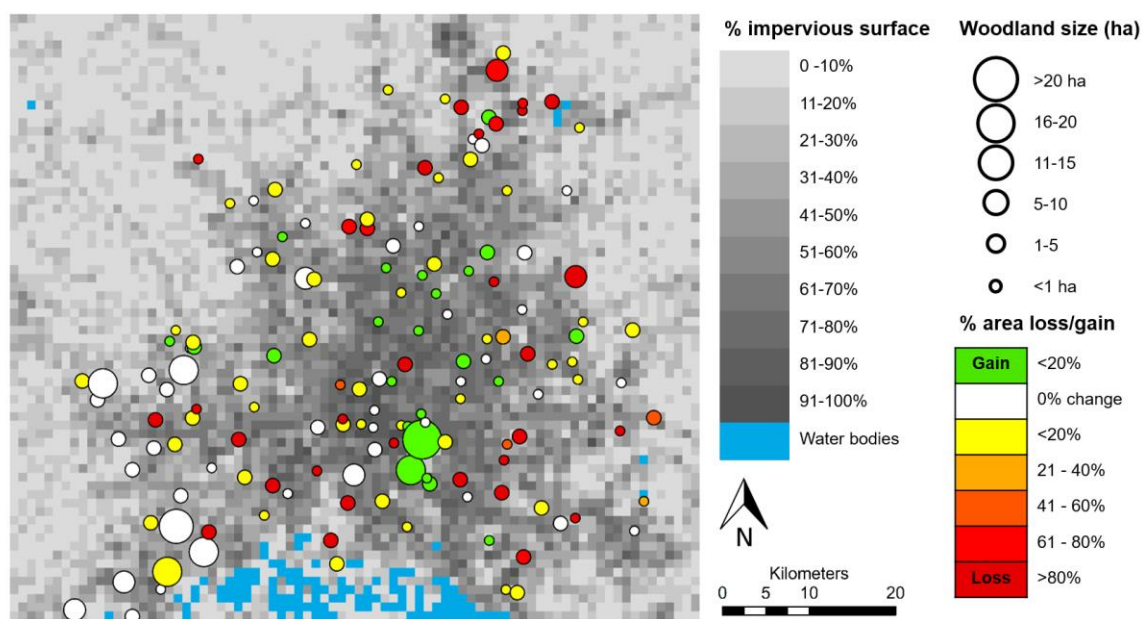 % impervious surface
0 -10%
11-20%
21-30%
31-40%
41-50%
51-60%
61-70%
71-80%
81-90%
91-100%
Water bodies
N
Kilometers
0 5 10 20
Woodland size (ha)
>20 ha
16-20
11-15
5-10
1-5
<1 ha
% area loss/gain
Gain <20%
0% change
<20%
21 - 40%
41 - 60%
61 - 80%
Loss >80%